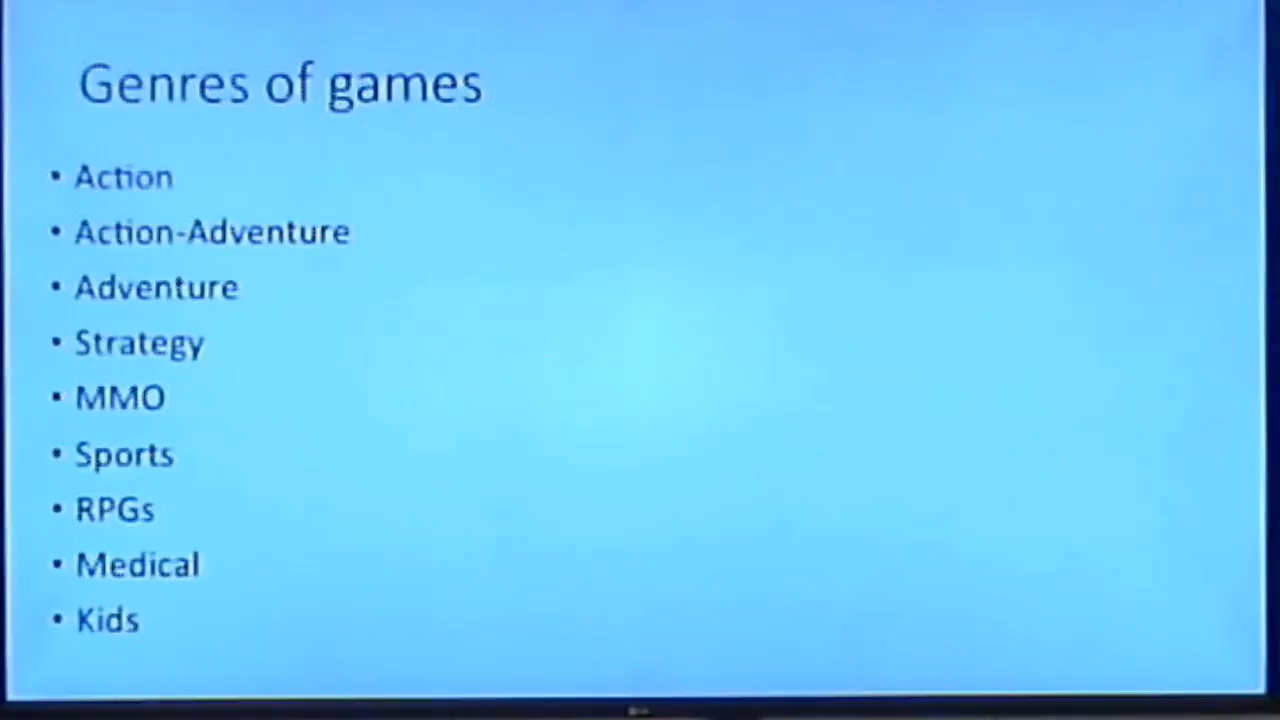 Genres of games
• Action
• Action-Adventure
• Adventure
• Strategy
• MMO
• Sports
• RPGs
• Medical
• Kids